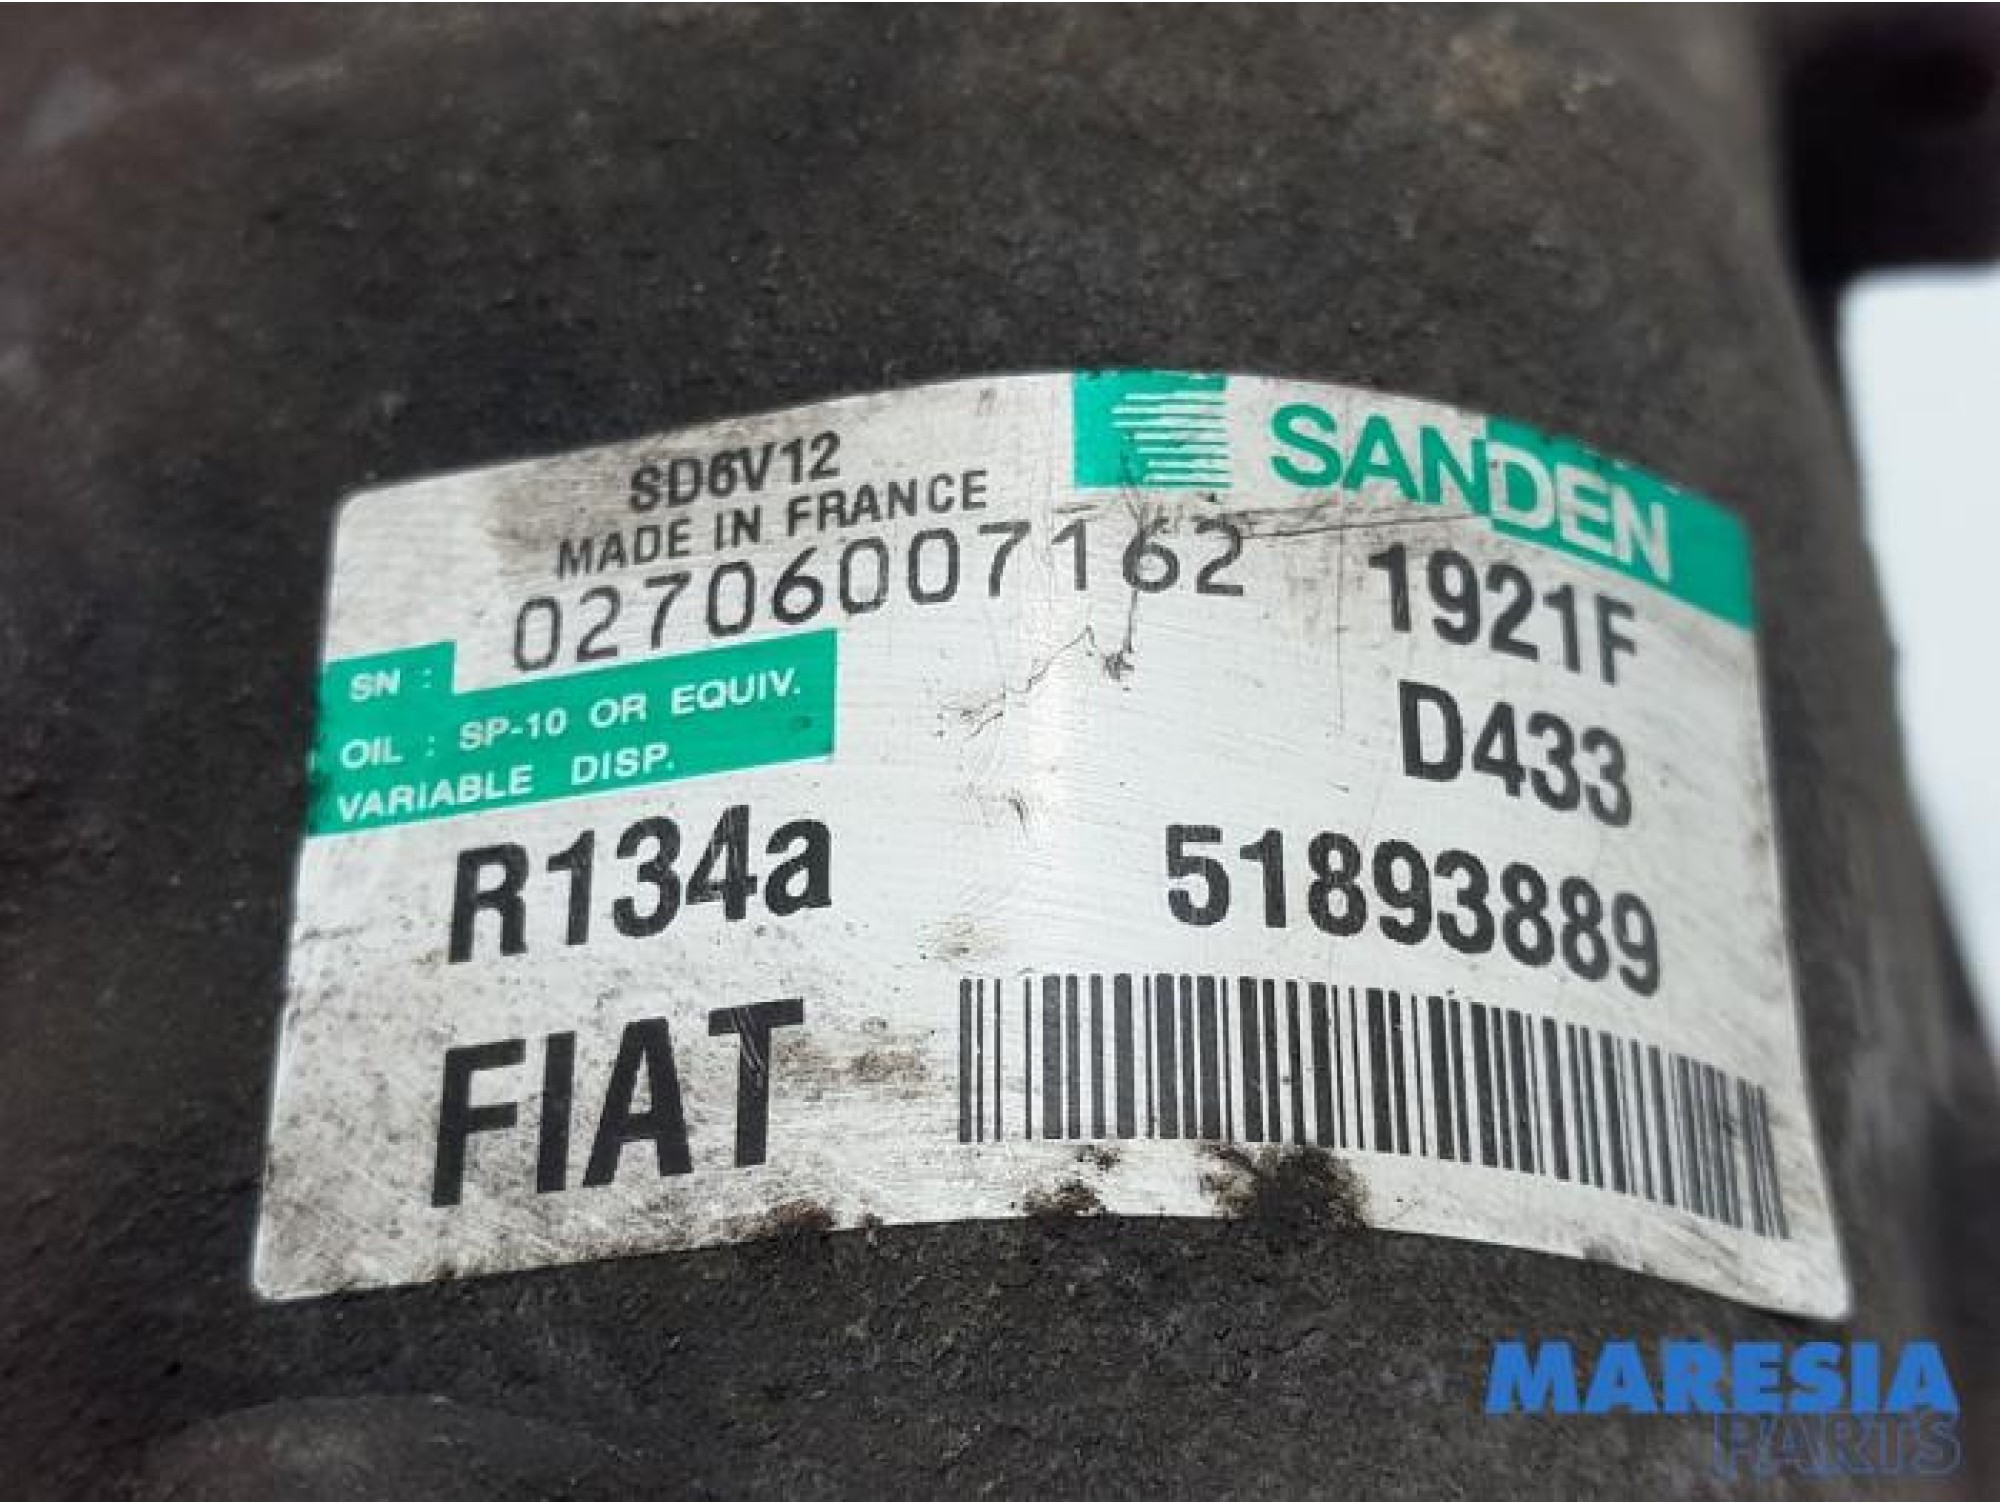 SD6V12
MADE IN FRANCE
SN : 02706007162
OIL : SP-10 OR EQUIV.
VARIABLE DISP.
R134a
FIAT
SANDEN
1921F
D433
51893889
MARESIA
PARTS